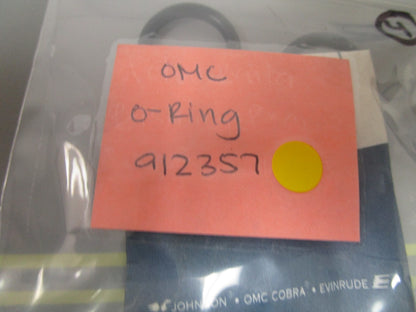 OMC
O-Ring
912357
JOHNSON • OMC COBRA® • EVINRUDE E